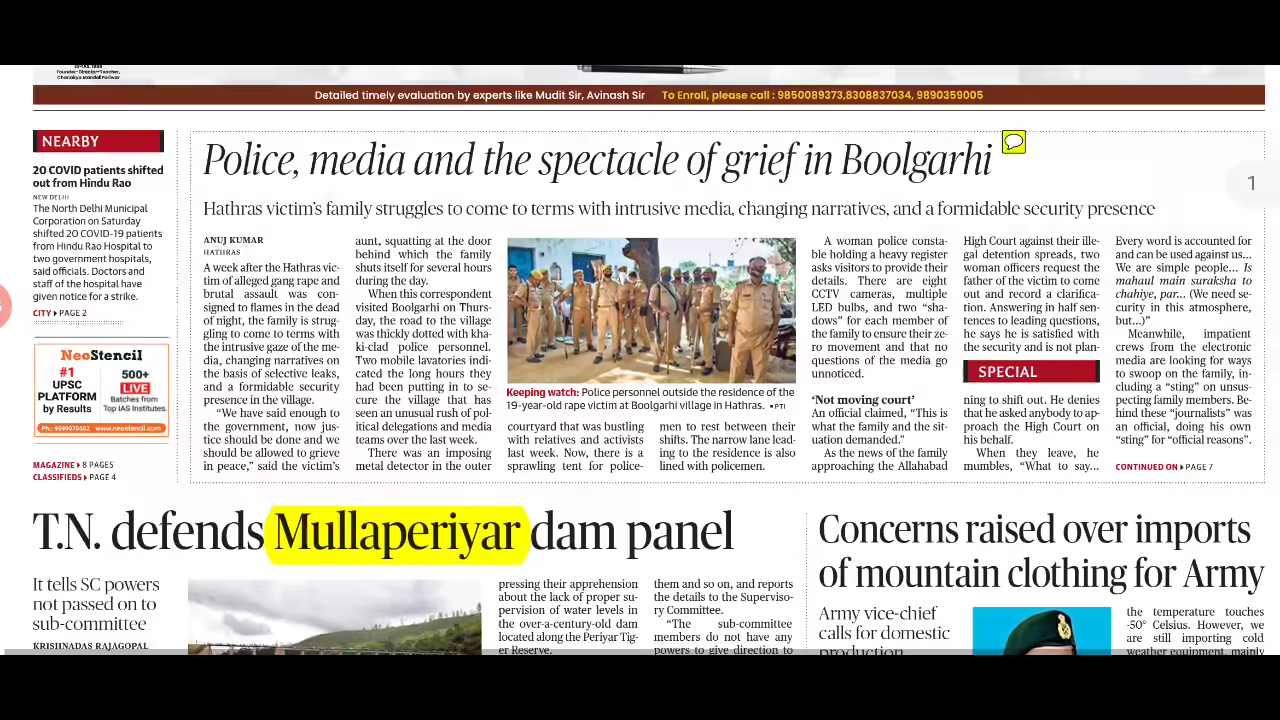 Founder-Director-Teacher,
Chanakya Mandal Pariwar
Detailed timely evaluation by experts like Mudit Sir, Avinash Sir To Enroll, please call : 9850089373,8308837034, 9890359005
NEARBY
20 COVID patients shifted
out from Hindu Rao
NEW DELHI
The North Delhi Municipal
Corporation on Saturday
shifted 20 COVID-19 patients
from Hindu Rao Hospital to
two government hospitals,
said officials. Doctors and
staff of the hospital have
given notice for a strike.
CITY PAGE 2
NeoStencil
#1
UPSC
PLATFORM
by Results
500+
LIVE
Batches from
Top IAS Institutes.
www.neostencil.com
MAGAZINE 8 PAGES
CLASSIFIEDS PAGE 4
Police, media and the spectacle of grief in Boolgarhi
1
Hathras victim's family struggles to come to terms with intrusive media, changing narratives, and a formidable security presence
ANUJ KUMAR
HATHRAS
A week after the Hathras vic-
tim of alleged gang rape and
brutal assault was con-
signed to flames in the dead
of night, the family is strug-
gling to come to terms with
the intrusive gaze of the me-
dia, changing narratives on
the basis of selective leaks,
and a formidable security
presence in the village.
“We have said enough to
the government, now jus-
tice should be done and we
should be allowed to grieve
in peace,” said the victim's
aunt, squatting at the door
behind which the family
shuts itself for several hours
during the day.
When this correspondent
visited Boolgarhi on Thurs-
day, the road to the village
was thickly dotted with kha-
ki-clad police personnel.
Two mobile lavatories indi-
cated the long hours they
had been putting in to se-
cure the village that has
seen an unusual rush of pol-
itical delegations and media
teams over the last week.
There was an imposing
metal detector in the outer
Keeping watch: Police personnel outside the residence of the
19-year-old rape victim at Boolgarhi village in Hathras. ▪PTI
courtyard that was bustling
with relatives and activists
last week. Now, there is a
sprawling tent for police-
men to rest between their
shifts. The narrow lane lead-
ing to the residence is also
lined with policemen.
A woman police consta-
ble holding a heavy register
asks visitors to provide their
details. There are eight
CCTV cameras, multiple
LED bulbs, and two “sha-
dows” for each member of
the family to ensure their ze-
ro movement and that no
questions of the media go
unnoticed.
‘Not moving court’
An official claimed, “This is
what the family and the sit-
uation demanded.”
As the news of the family
approaching the Allahabad
High Court against their ille-
gal detention spreads, two
woman officers request the
father of the victim to come
out and record a clarifica-
tion. Answering in half sen-
tences to leading questions,
he says he is satisfied with
the security and is not plan-
SPECIAL
ning to shift out. He denies
that he asked anybody to ap-
proach the High Court on
his behalf.
When they leave, he
mumbles, “What to say...
Every word is accounted for
and can be used against us...
We are simple people... Is
mahaul main suraksha to
chahiye, par... (We need se-
curity in this atmosphere,
but...)”
Meanwhile, impatient
crews from the electronic
media are looking for ways
to swoop on the family, in-
cluding a “sting” on unsus-
pecting family members. Be-
hind these “journalists” was
an official, doing his own
“sting” for “official reasons”.
CONTINUED ON PAGE 7
T.N. defends Mullaperiyar dam panel
It tells SC powers
not passed on to
sub-committee
KRISHNADAS RAJAGOPAL
pressing their apprehension
about the lack of proper su-
pervision of water levels in
the over-a-century-old dam
located along the Periyar Tig-
er Reserve.
them and so on, and reports
the details to the Superviso-
ry Committee.
“The sub-committee
members do not have any
powers to give direction to
Concerns raised over imports
of mountain clothing for Army
Army vice-chief
calls for domestic
production
the temperature touches
-50° Celsius. However, we
are still importing cold
weather equipment, mainly